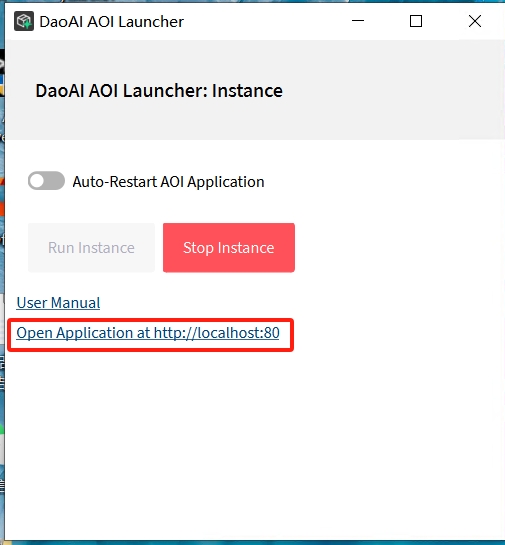 DaoAI AOI Launcher
DaoAI AOI Launcher: Instance
Auto-Restart AOI Application
Run Instance
Stop Instance
User Manual
Open Application at http://localhost:80